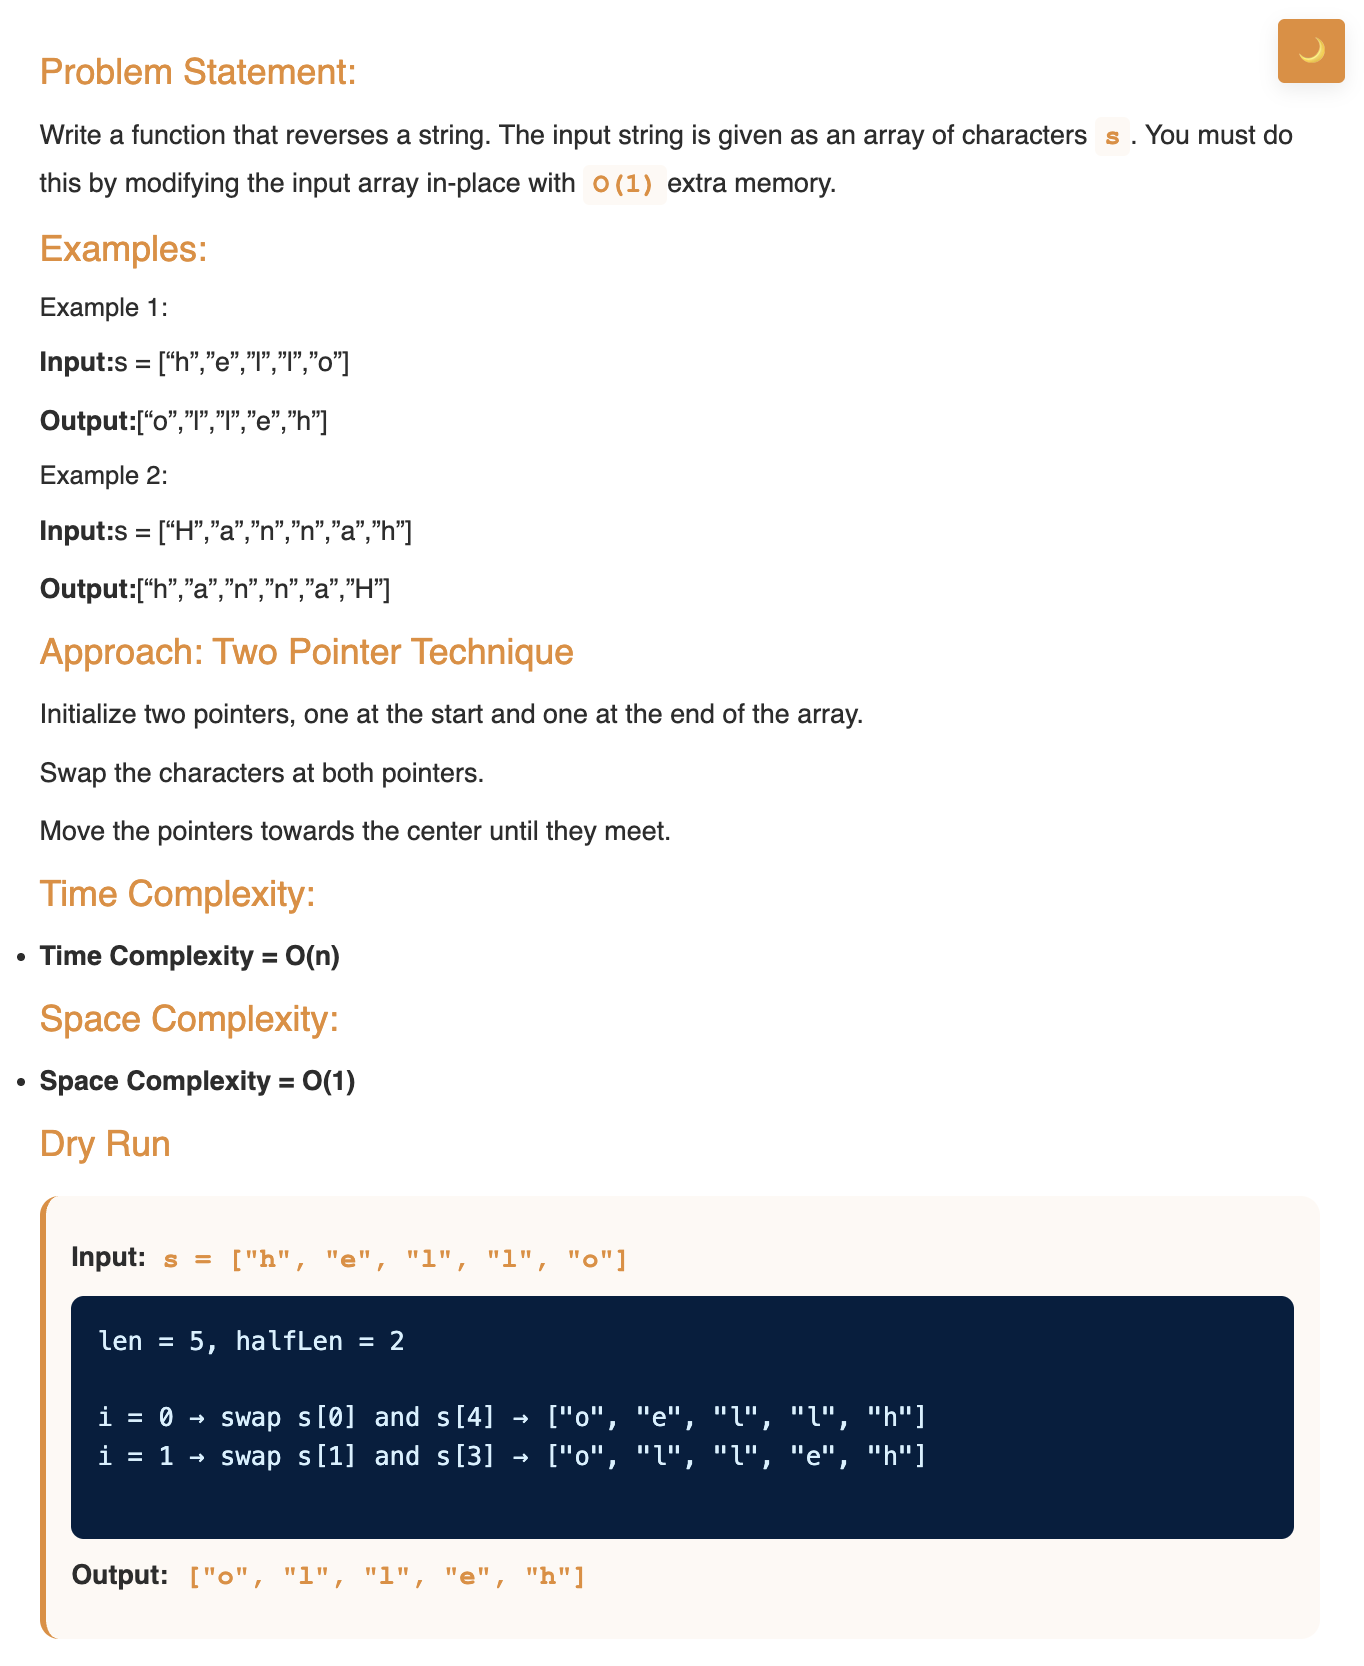 Problem Statement:
Write a function that reverses a string. The input string is given as an array of characters s. You must do
this by modifying the input array in-place with O(1) extra memory.
Examples:
Example 1:
Input:s = [“h”,”e”,”l”,”l”,”o”]
Output:[“o”,”l”,”l”,”e”,”h”]
Example 2:
Input:s = [“H”,”a”,”n”,”n”,”a”,”h”]
Output:[“h”,”a”,”n”,”n”,”a”,”H”]
Approach: Two Pointer Technique
Initialize two pointers, one at the start and one at the end of the array.
Swap the characters at both pointers.
Move the pointers towards the center until they meet.
Time Complexity:
• Time Complexity = O(n)
Space Complexity:
• Space Complexity = O(1)
Dry Run
Input: s = ["h", "e", "l", "l", "o"]
len = 5, halfLen = 2
i = 0 → swap s[0] and s[4] → ["o", "e", "l", "l", "h"]
i = 1 → swap s[1] and s[3] → ["o", "l", "l", "e", "h"]
Output: ["o", "l", "l", "e", "h"]